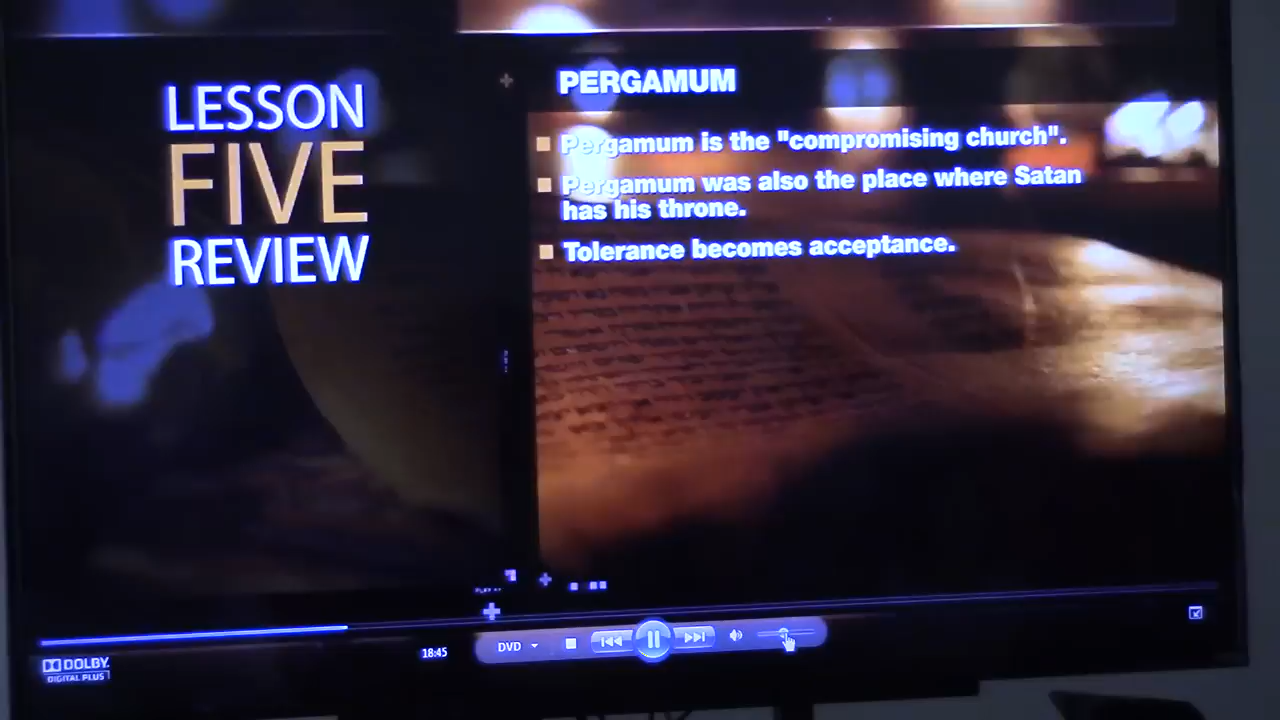 LESSON
FIVE
REVIEW
PERGAMUM
Pergamum is the "compromising church".
Pergamum was also the place where Satan
has his throne.
Tolerance becomes acceptance.
18:45
DVD
DOLBY
DIGITAL PLUS